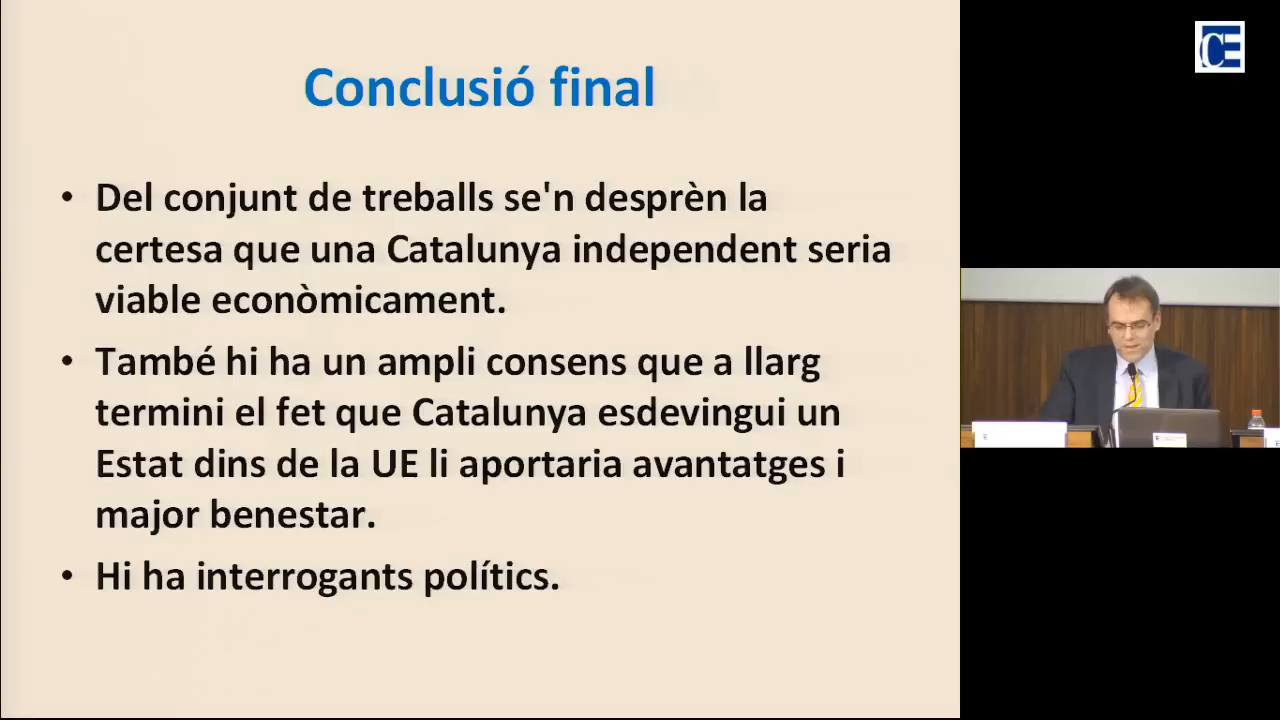 Conclusió final
• Del conjunt de treballs se'n desprèn la
certesa que una Catalunya independent seria
viable econòmicament.
• També hi ha un ampli consens que a llarg
termini el fet que Catalunya esdevingui un
Estat dins de la UE li aportaria avantatges i
major benestar.
• Hi ha interrogants polítics.
CE